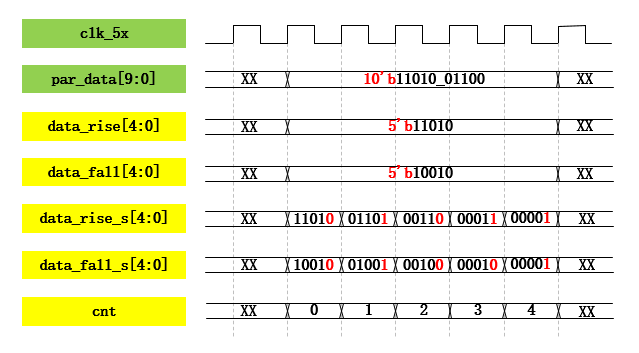 clk_5x
par_data[9:0] XX 10'b11010_01100 XX
data_rise[4:0] XX 5'b11010 XX
data_fall[4:0] XX 5'b10010 XX
data_rise_s[4:0] XX 11010 01101 00110 00011 00001 XX
data_fall_s[4:0] XX 10010 01001 00100 00010 00001 XX
cnt XX 0 1 2 3 4 XX